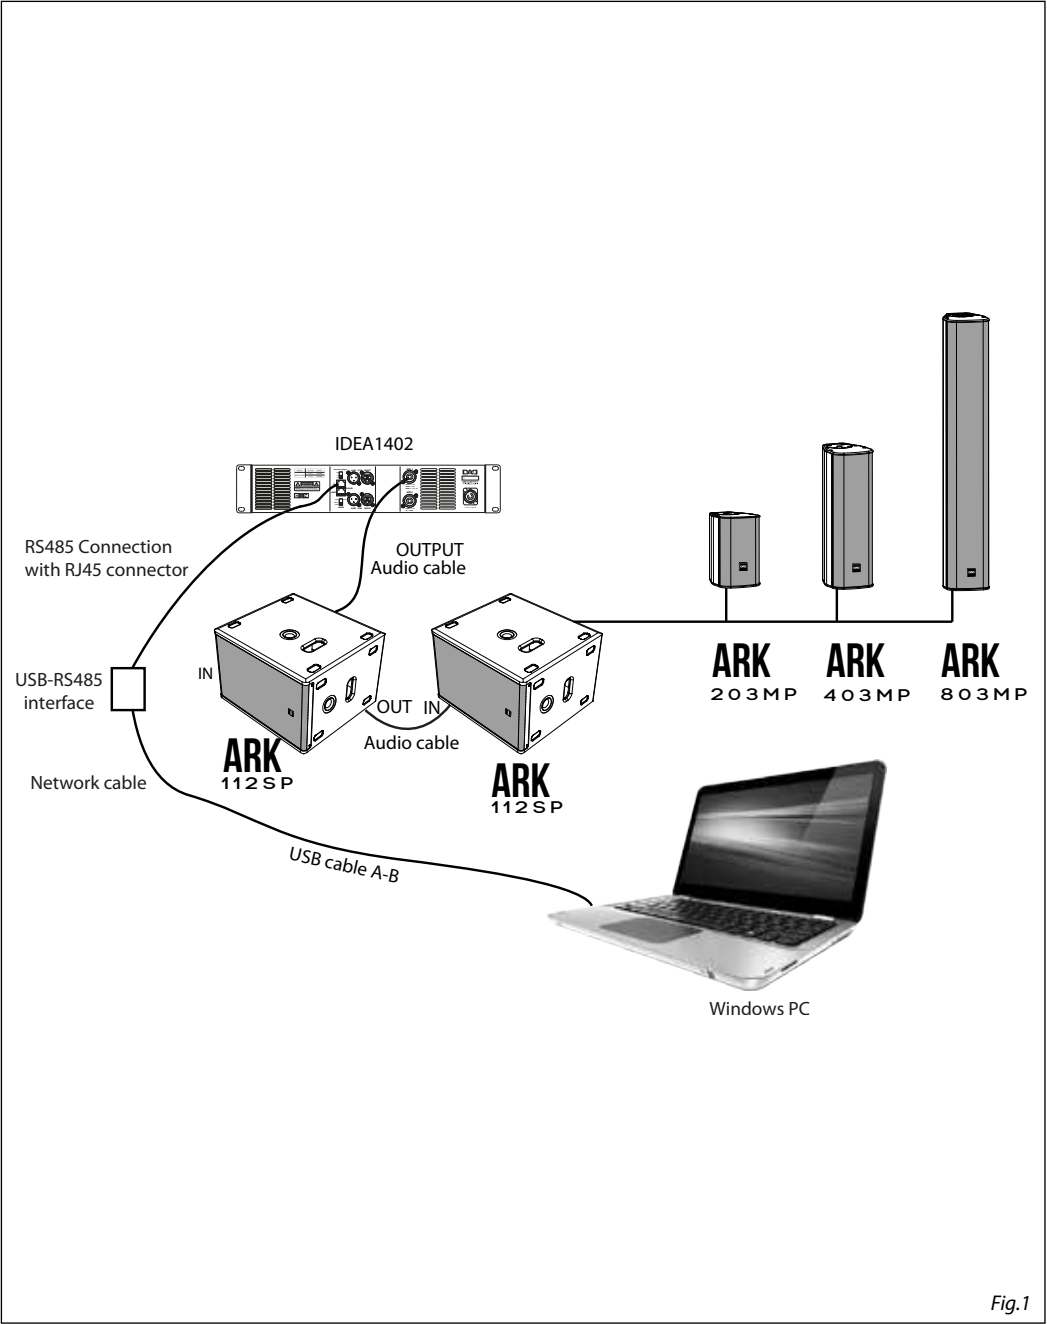 IDEA1402
RS485 Connection
with RJ45 connector
OUTPUT
Audio cable
IN
USB-RS485
interface
OUT IN
Audio cable
ARK
112SP
ARK
112SP
ARK
203MP
ARK
403MP
ARK
803MP
Network cable
USB cable A-B
Windows PC
Fig.1